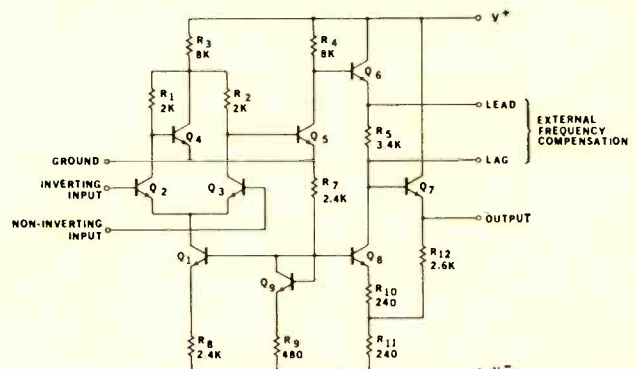 V+
R3
8K
R4
8K
Q6
R1
2K
R2
2K
Q4
Q5
LEAD
R5
3.4K
EXTERNAL
FREQUENCY
COMPENSATION
GROUND
LAG
INVERTING
INPUT
Q2
Q3
R7
2.4K
Q7
NON-INVERTING
INPUT
OUTPUT
Q1
Q9
Q8
R12
2.6K
R10
240
R8
2.4K
R9
480
R11
240